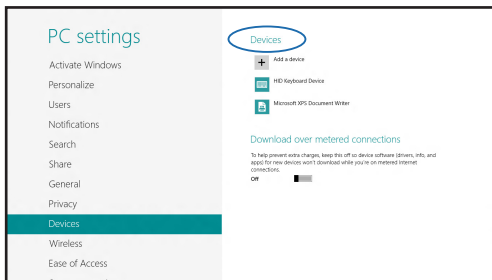 PC settings
Activate Windows
Personalize
Users
Notifications
Search
Share
General
Privacy
Devices
Wireless
Ease of Access
Devices
Add a device
HID Keyboard Device
Microsoft XPS Document Writer
Download over metered connections
To help prevent extra charges, keep this off so device software (drivers, info, and
apps) for new devices won't download while you're on metered Internet
connections.
Off